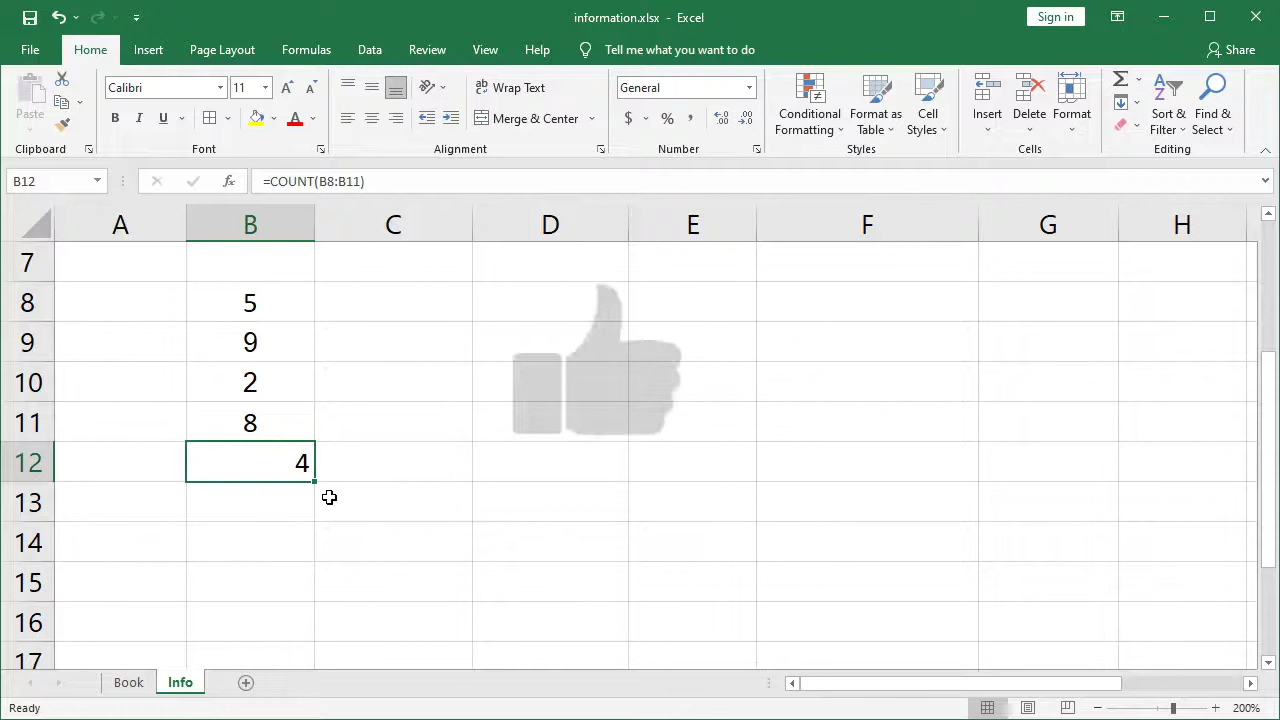 information.xlsx - Excel
Sign in
File Home Insert Page Layout Formulas Data Review View Help Tell me what you want to do Share
Paste
Calibri 11
B I U A
Wrap Text
Merge & Center
General
$ % ,
Conditional Formatting
Format as Table
Cell Styles
Insert Delete Format
Sort & Filter
Find & Select
Clipboard Font Alignment Number Styles Cells Editing
B12 fx =COUNT(B8:B11)
A B C D E F G H
7
8 5
9 9
10 2
11 8
12 4
13
14
15
16
17
Book Info
Ready 200%